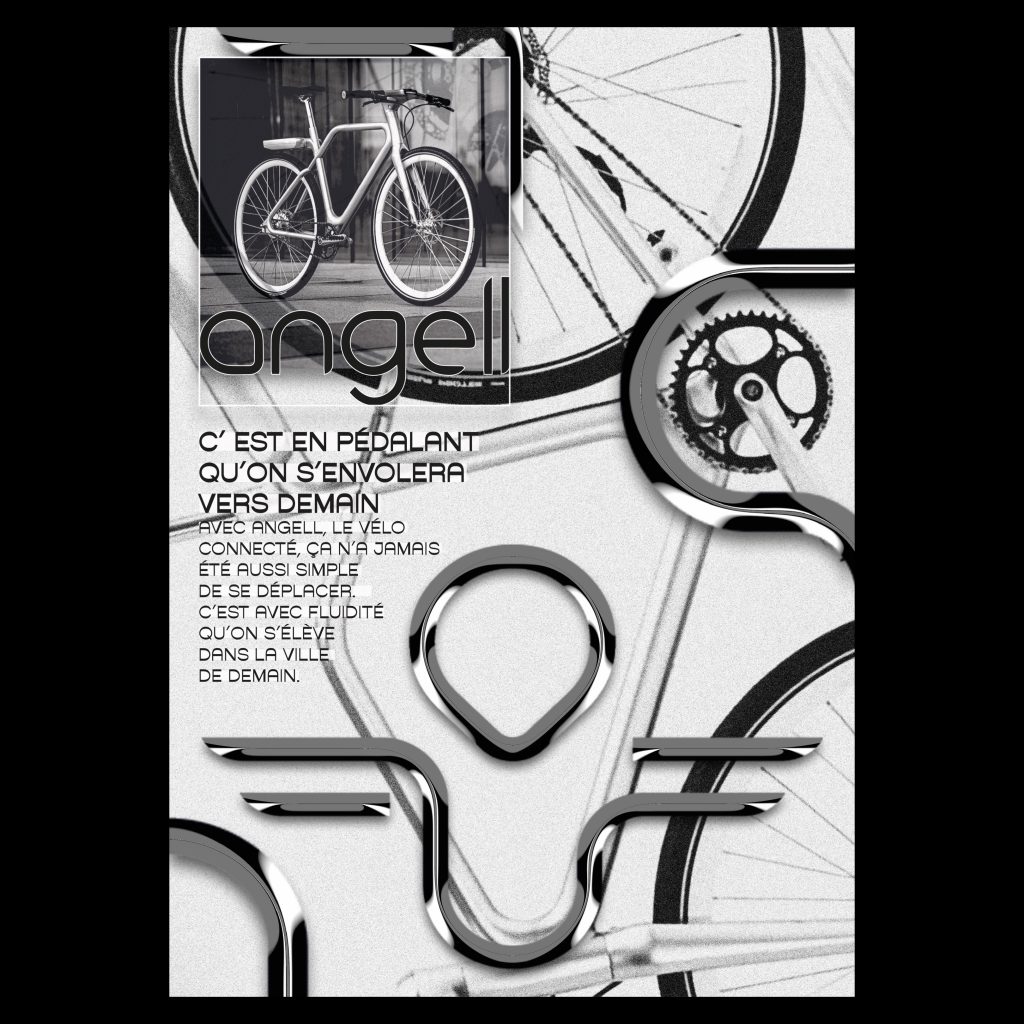 angell
C' EST EN PÉDALANT
QU'ON S'ENVOLERA
VERS DEMAIN
AVEC ANGELL, LE VÉLO
CONNECTÉ, ÇA N'A JAMAIS
ÉTÉ AUSSI SIMPLE
DE SE DÉPLACER.
C'EST AVEC FLUIDITÉ
QU'ON S'ÉLÈVE
DANS LA VILLE
DE DEMAIN.